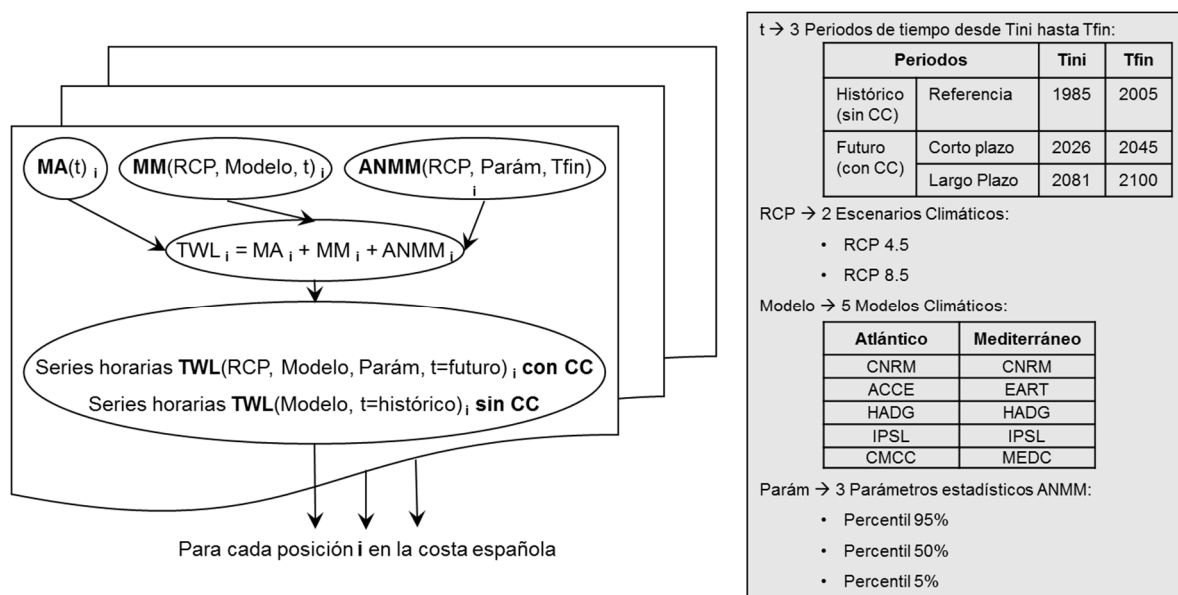 MA(t) i
MM(RCP, Modelo, t) i
ANMM(RCP, Parám, Tfin)
i
TWL i = MA i + MM i + ANMM i
Series horarias TWL(RCP, Modelo, Parám, t=futuro) i con CC
Series horarias TWL(Modelo, t=histórico) i sin CC
Para cada posición i en la costa española
t → 3 Periodos de tiempo desde Tini hasta Tfin:
Periodos Tini Tfin
Histórico (sin CC) Referencia 1985 2005
Futuro (con CC) Corto plazo 2026 2045
Largo Plazo 2081 2100
RCP → 2 Escenarios Climáticos:
• RCP 4.5
• RCP 8.5
Modelo → 5 Modelos Climáticos:
Atlántico Mediterráneo
CNRM CNRM
ACCE EART
HADG HADG
IPSL IPSL
CMCC MEDC
Parám → 3 Parámetros estadísticos ANMM:
• Percentil 95%
• Percentil 50%
• Percentil 5%